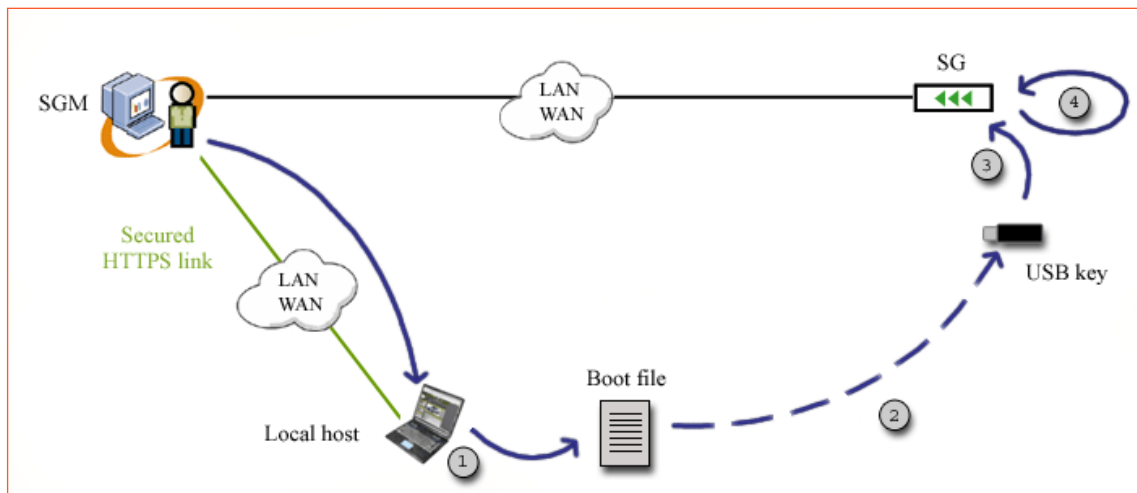 SG
SGM
LAN
WAN
4
3
Secured
HTTPS link
USB key
LAN
WAN
Boot file
2
Local host
1